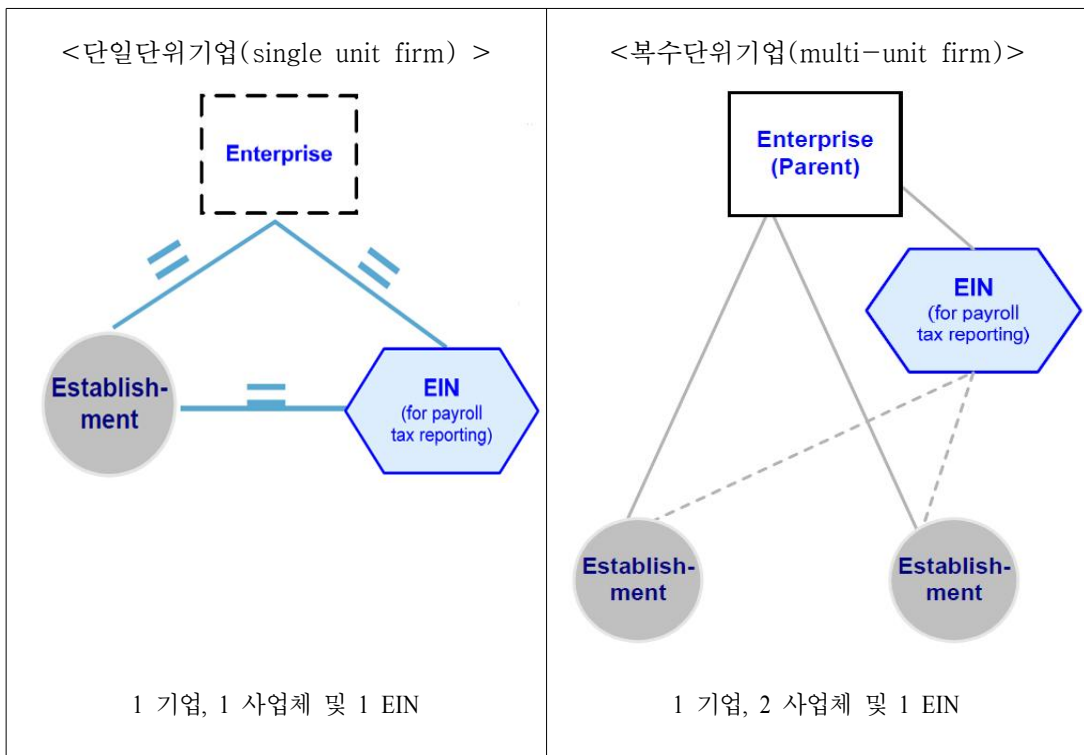 <단일단위기업(single unit firm) >
Enterprise
Establish-
ment
EIN
(for payroll
tax reporting)
1 기업, 1 사업체 및 1 EIN
<복수단위기업(multi-unit firm)>
Enterprise
(Parent)
EIN
(for payroll
tax reporting)
Establish-
ment
Establish-
ment
1 기업, 2 사업체 및 1 EIN